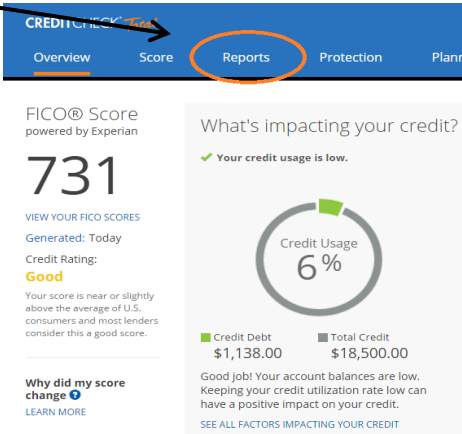 CREDITCHECK® Total
Overview Score Reports Protection Plann
FICO® Score
powered by Experian
731
VIEW YOUR FICO SCORES
Generated: Today
Credit Rating:
Good
Your score is near or slightly
above the average of U.S.
consumers and most lenders
consider this a good score.
Why did my score
change ?
LEARN MORE
What's impacting your credit?
Your credit usage is low.
Credit Usage
6%
Credit Debt
$1,138.00
Total Credit
$18,500.00
Good job! Your account balances are low.
Keeping your credit utilization rate low can
have a positive impact on your credit.
SEE ALL FACTORS IMPACTING YOUR CREDIT